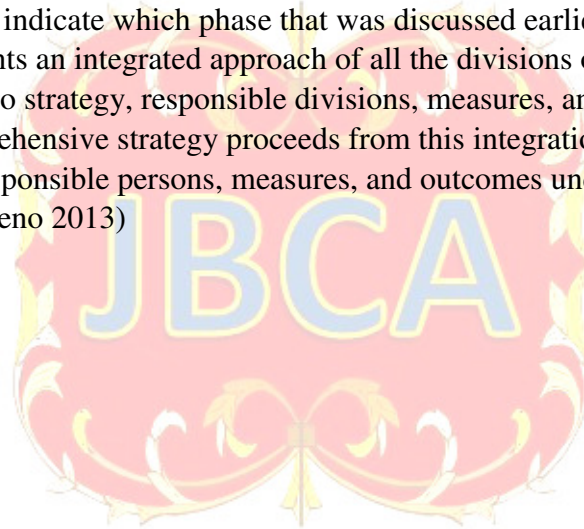 indicate which phase that was discussed earlie
nts an integrated approach of all the divisions o
o strategy, responsible divisions, measures, an
ehensive strategy proceeds from this integratio
ponsible persons, measures, and outcomes un
eno 2013)
JBCA